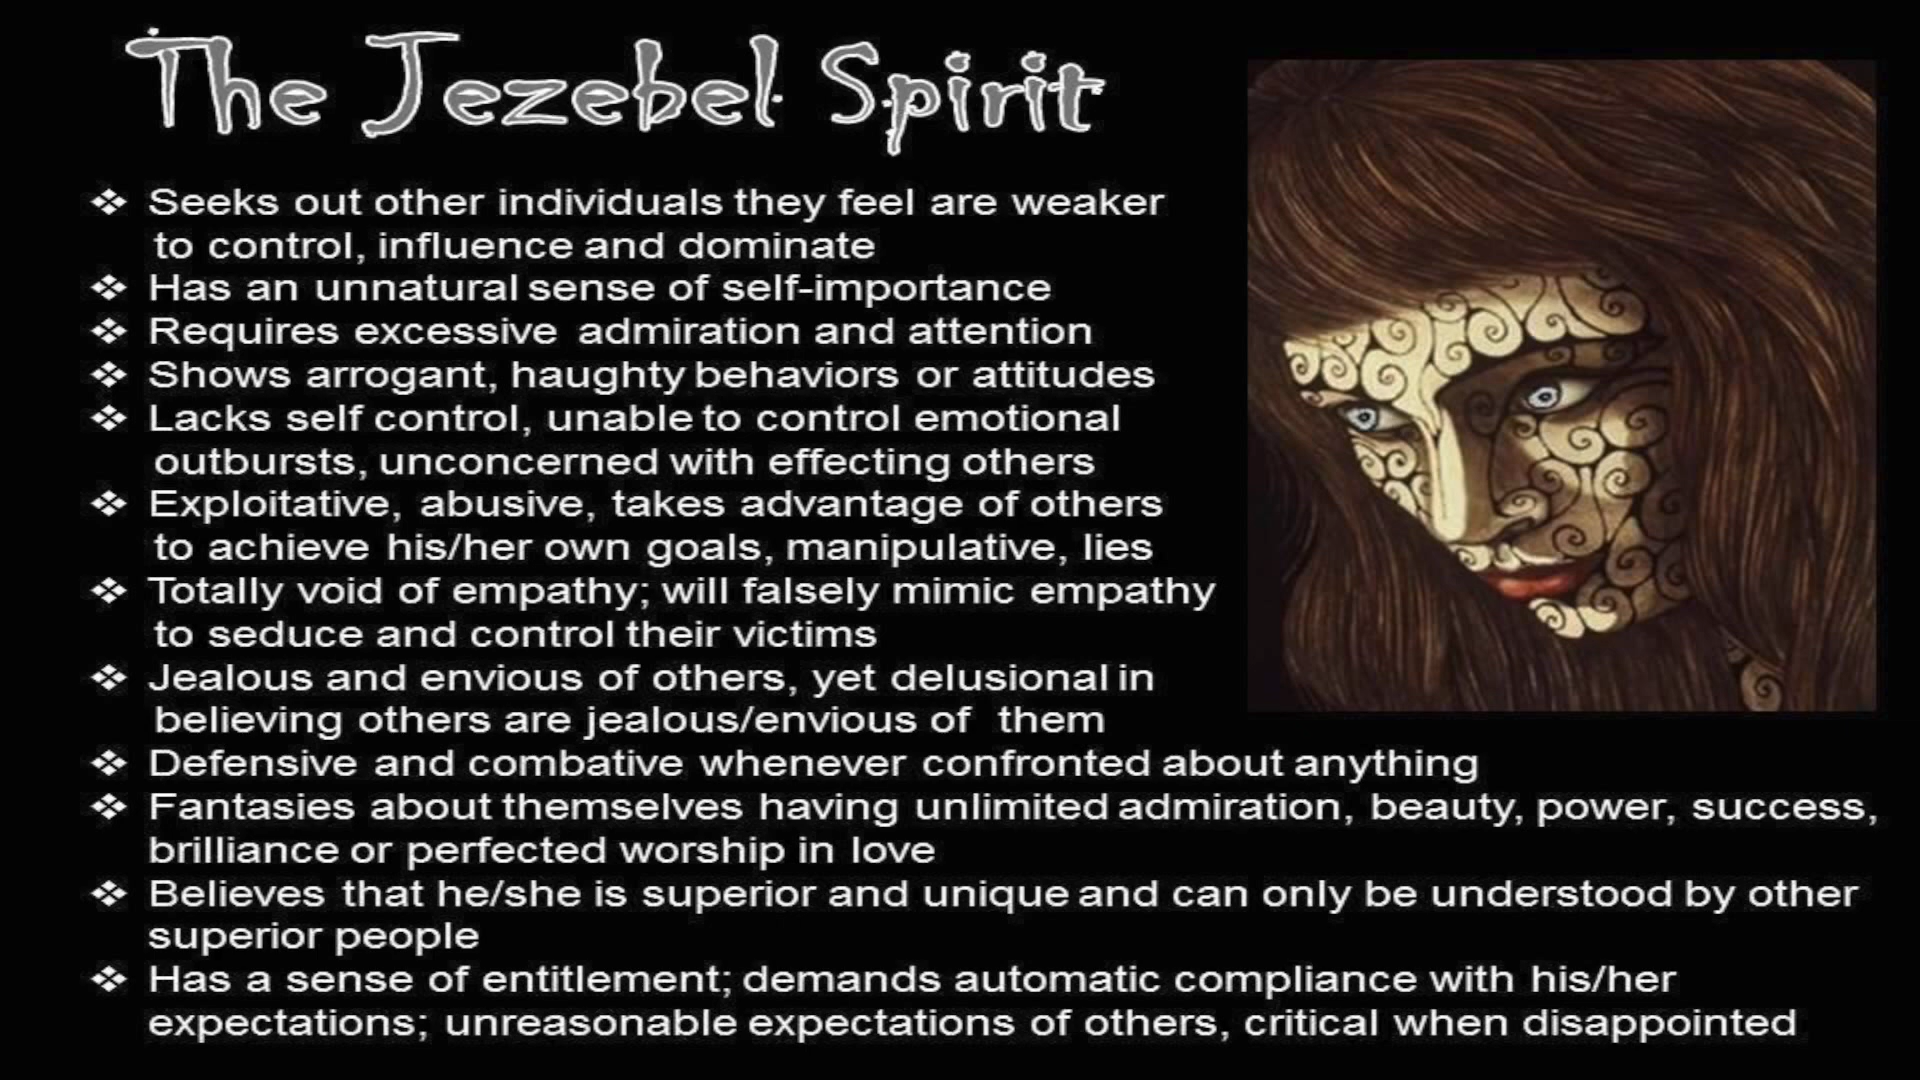 The Jezebel Spirit
❖ Seeks out other individuals they feel are weaker
to control, influence and dominate
❖ Has an unnatural sense of self-importance
❖ Requires excessive admiration and attention
❖ Shows arrogant, haughty behaviors or attitudes
❖ Lacks self control, unable to control emotional
outbursts, unconcerned with effecting others
❖ Exploitative, abusive, takes advantage of others
to achieve his/her own goals, manipulative, lies
❖ Totally void of empathy; will falsely mimic empathy
to seduce and control their victims
❖ Jealous and envious of others, yet delusional in
believing others are jealous/envious of them
❖ Defensive and combative whenever confronted about anything
❖ Fantasies about themselves having unlimited admiration, beauty, power, success,
brilliance or perfected worship in love
❖ Believes that he/she is superior and unique and can only be understood by other
superior people
❖ Has a sense of entitlement; demands automatic compliance with his/her
expectations; unreasonable expectations of others, critical when disappointed